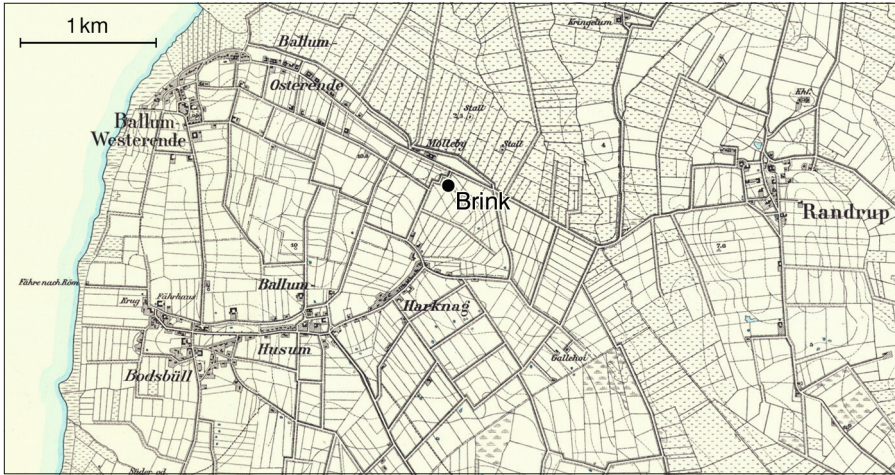 1 km
Kringelum
Ballum-
Osterende
Stall
Khf.
Ballum-
Westerende
Mölleby
Stall
Brink
Randrup
Fähre nach Röm
Krug
Fährhaus
Ballum-
Harknag
Husum
Gallehoi
Bodsbüll